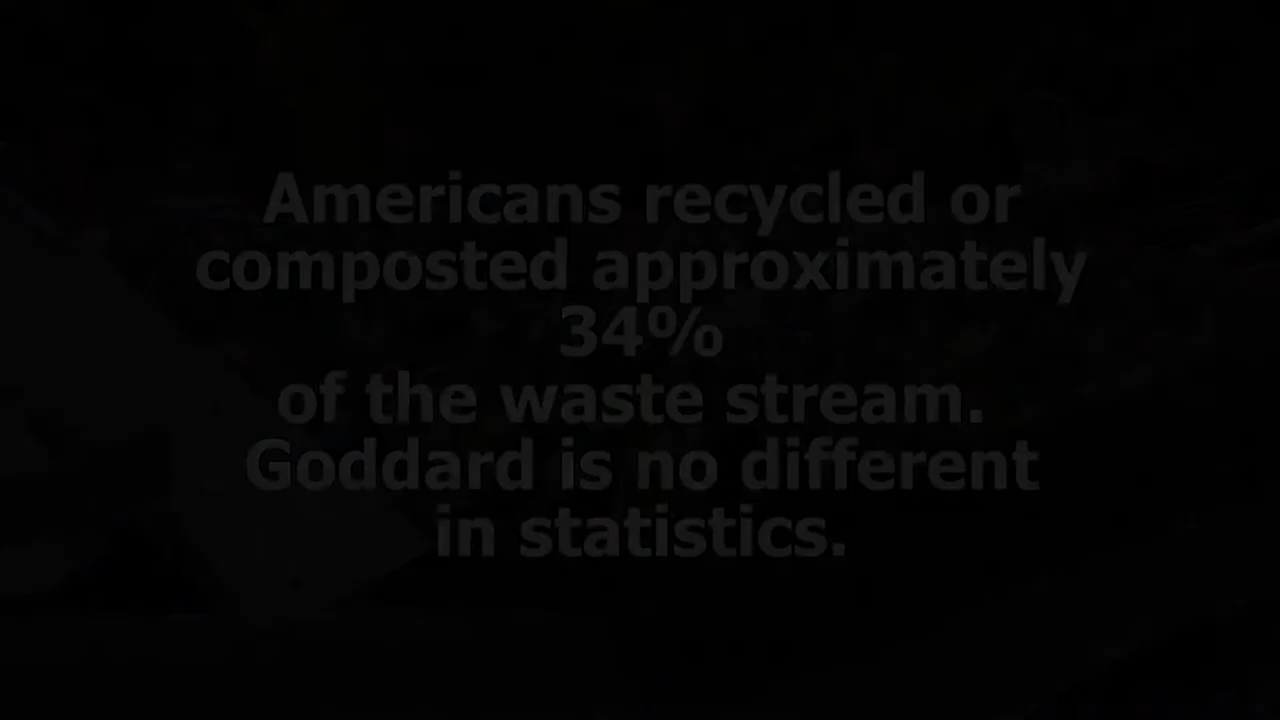 Americans recycled or
composted approximately
34%
of the waste stream.
Goddard is no different
in statistics.